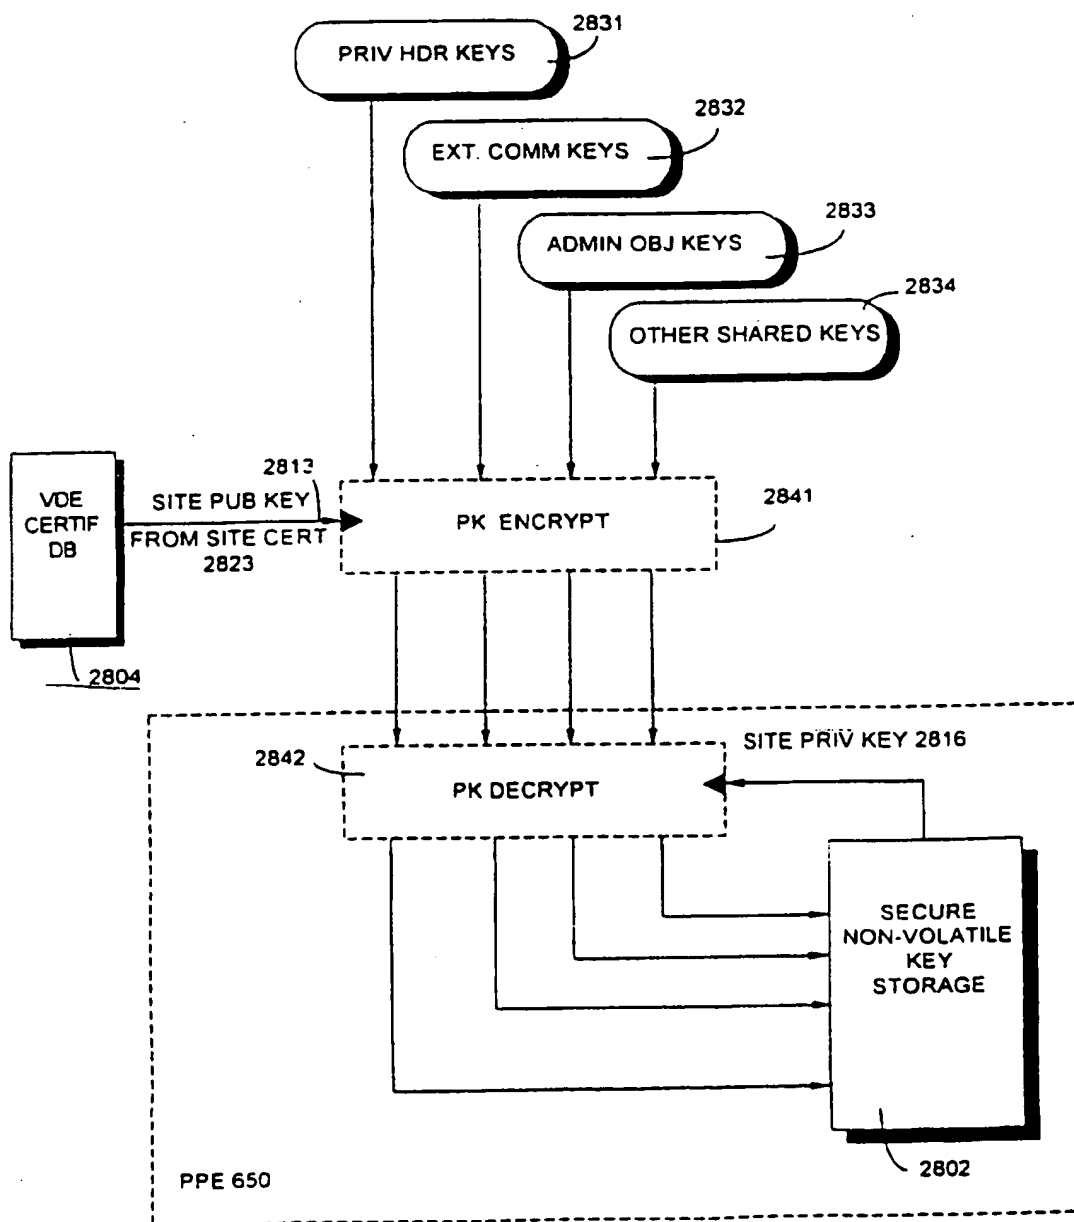 2831
PRIV HDR KEYS
2832
EXT. COMM KEYS
2833
ADMIN OBJ KEYS
2834
OTHER SHARED KEYS
VDE
CERTIF
DB
2813
SITE PUB KEY
FROM SITE CERT
2823
2804
PK ENCRYPT
2841
2842
PK DECRYPT
SITE PRIV KEY 2816
SECURE
NON-VOLATILE
KEY
STORAGE
2802
PPE 650